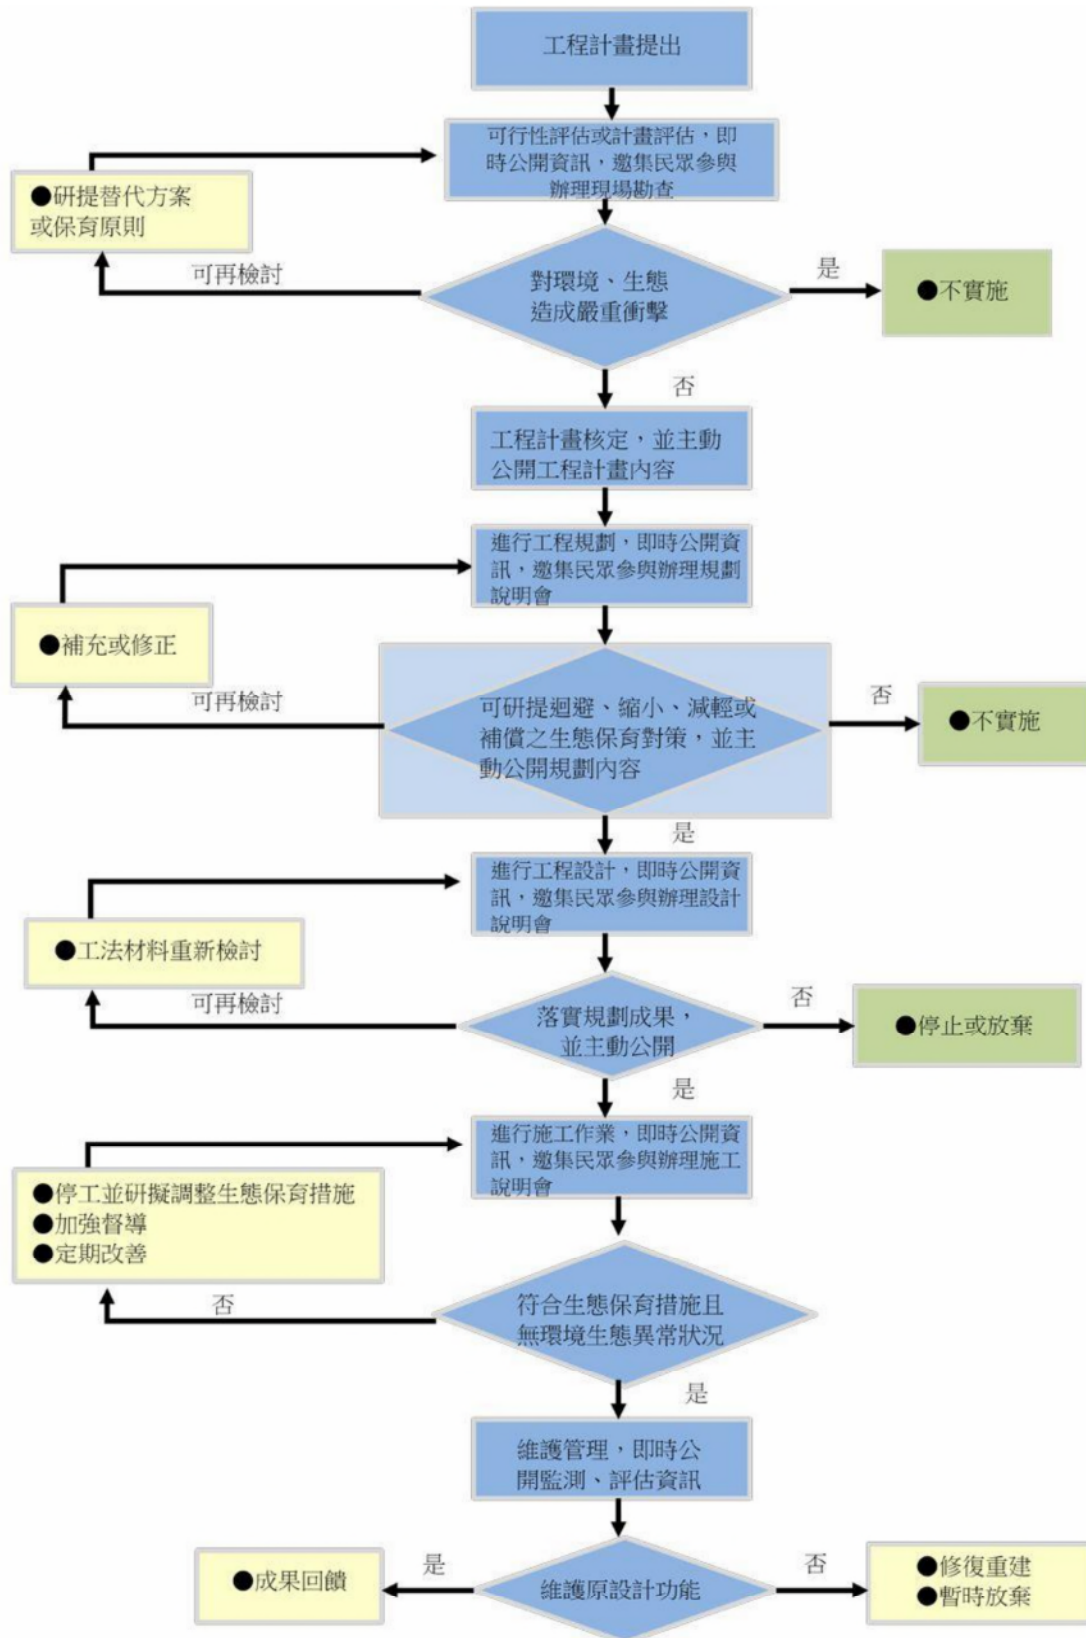 工程計畫提出
可行性評估或計畫評估，即
時公開資訊，邀集民眾參與
辦理現場勘查
●研提替代方案
或保育原則
可再檢討
對環境、生態
造成嚴重衝擊
是
●不實施
否
工程計畫核定，並主動
公開工程計畫內容
進行工程規劃，即時公開資
訊，邀集民眾參與辦理規劃
說明會
●補充或修正
可再檢討
可研提迴避、縮小、減輕或
補償之生態保育對策，並主
動公開規劃內容
否
●不實施
是
進行工程設計，即時公開資
訊，邀集民眾參與辦理設計
說明會
●工法材料重新檢討
可再檢討
落實規劃成果，
並主動公開
否
●停止或放棄
是
進行施工作業，即時公開資
訊，邀集民眾參與辦理施工
說明會
●停工並研擬調整生態保育措施
●加強督導
●定期改善
否
符合生態保育措施且
無環境生態異常狀況
是
維護管理，即時公
開監測、評估資訊
●成果回饋
是
維護原設計功能
否
●修復重建
●暫時放棄